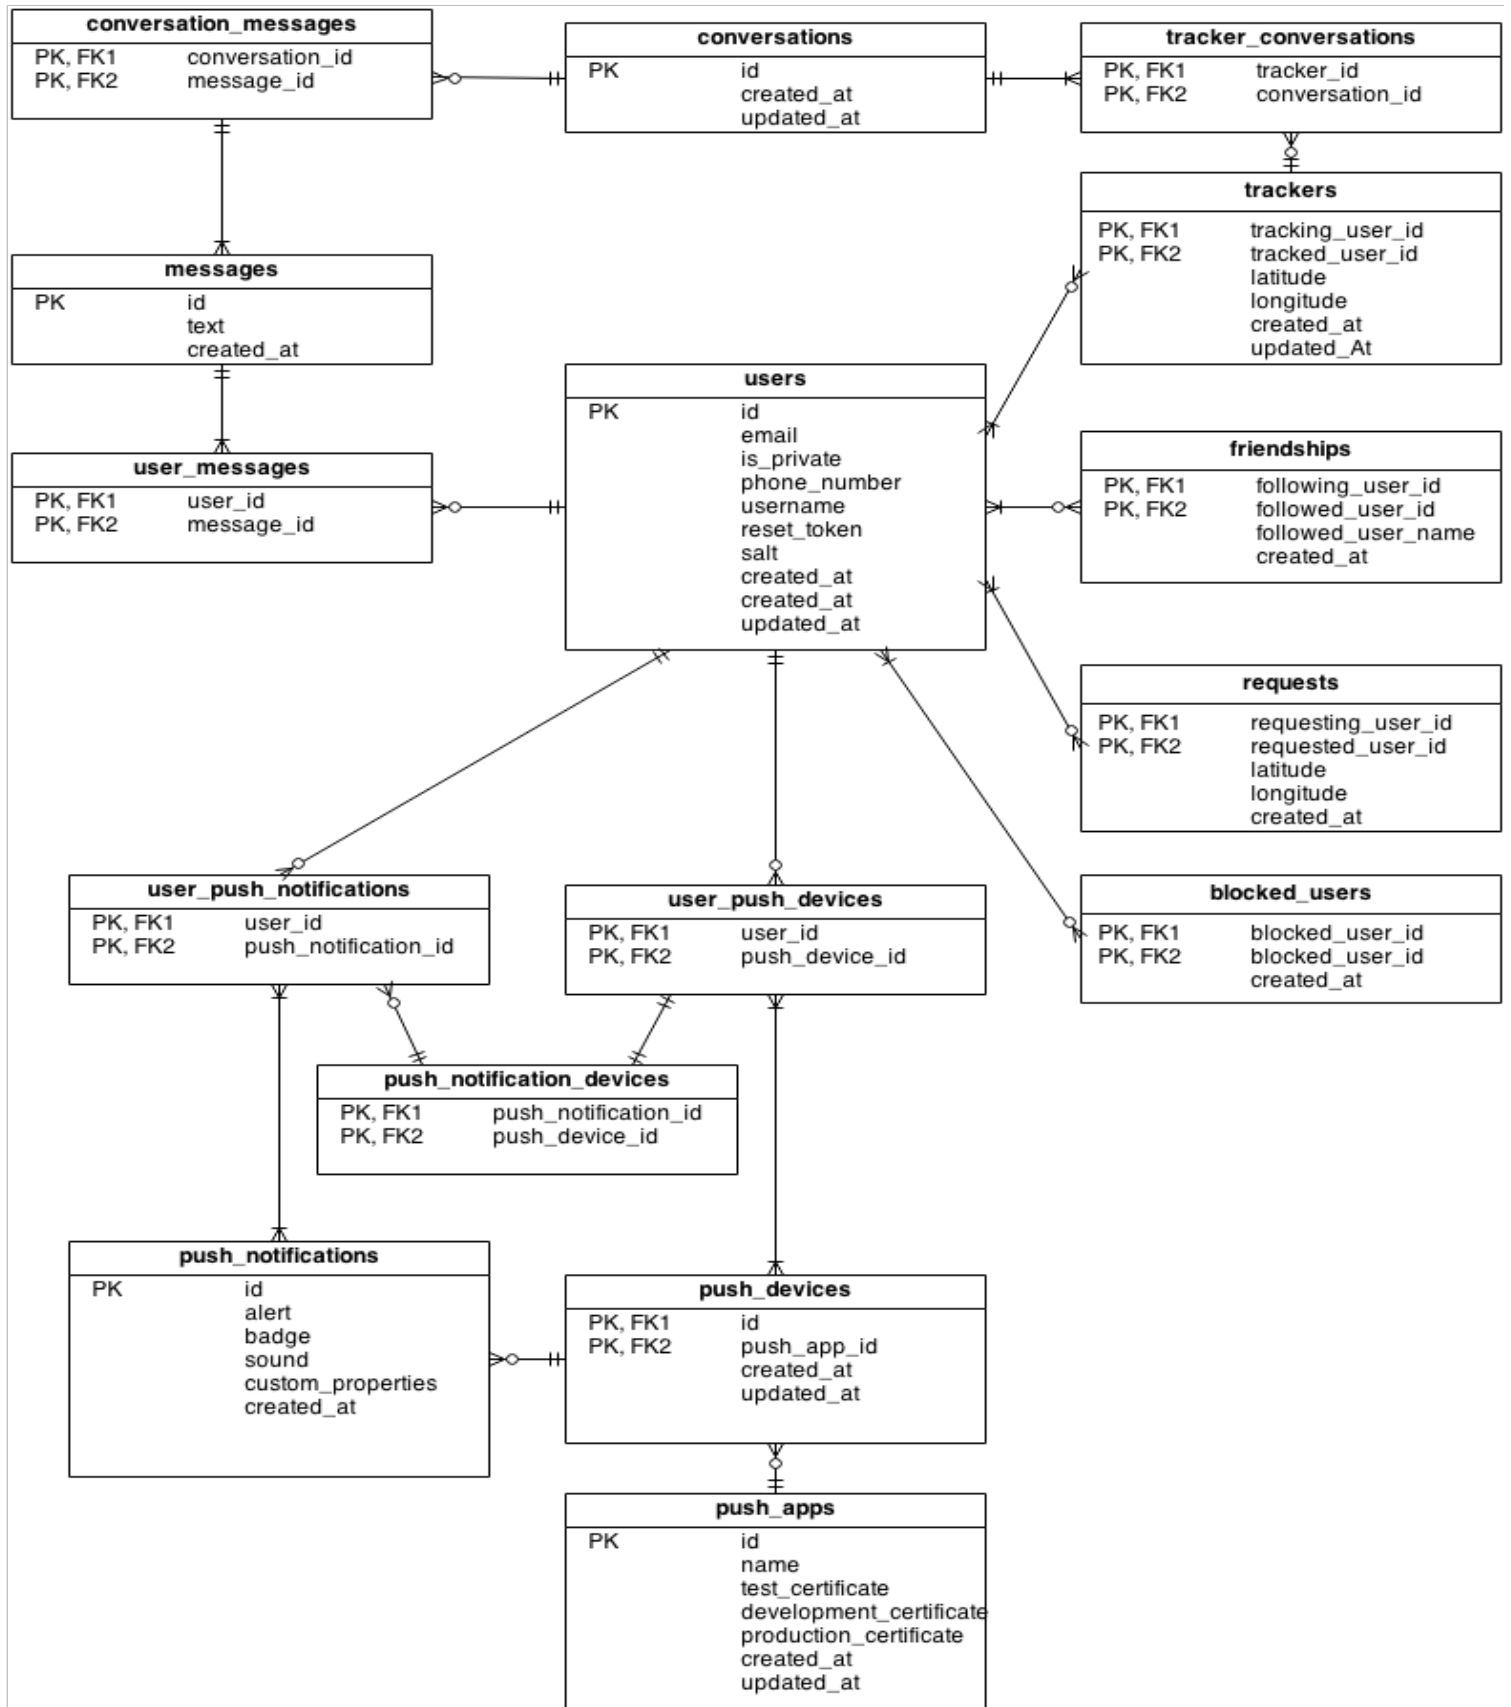 conversation_messages
PK, FK1 conversation_id
PK, FK2 message_id
conversations
PK id
created_at
updated_at
tracker_conversations
PK, FK1 tracker_id
PK, FK2 conversation_id
trackers
PK, FK1 tracking_user_id
PK, FK2 tracked_user_id
latitude
longitude
created_at
updated_At
messages
PK id
text
created_at
users
PK id
email
is_private
phone_number
username
reset_token
salt
created_at
created_at
updated_at
friendships
PK, FK1 following_user_id
PK, FK2 followed_user_id
followed_user_name
created_at
user_messages
PK, FK1 user_id
PK, FK2 message_id
requests
PK, FK1 requesting_user_id
PK, FK2 requested_user_id
latitude
longitude
created_at
user_push_notifications
PK, FK1 user_id
PK, FK2 push_notification_id
user_push_devices
PK, FK1 user_id
PK, FK2 push_device_id
blocked_users
PK, FK1 blocked_user_id
PK, FK2 blocked_user_id
created_at
push_notification_devices
PK, FK1 push_notification_id
PK, FK2 push_device_id
push_notifications
PK id
alert
badge
sound
custom_properties
created_at
push_devices
PK, FK1 id
PK, FK2 push_app_id
created_at
updated_at
push_apps
PK id
name
test_certificate
development_certificate
production_certificate
created_at
updated_at